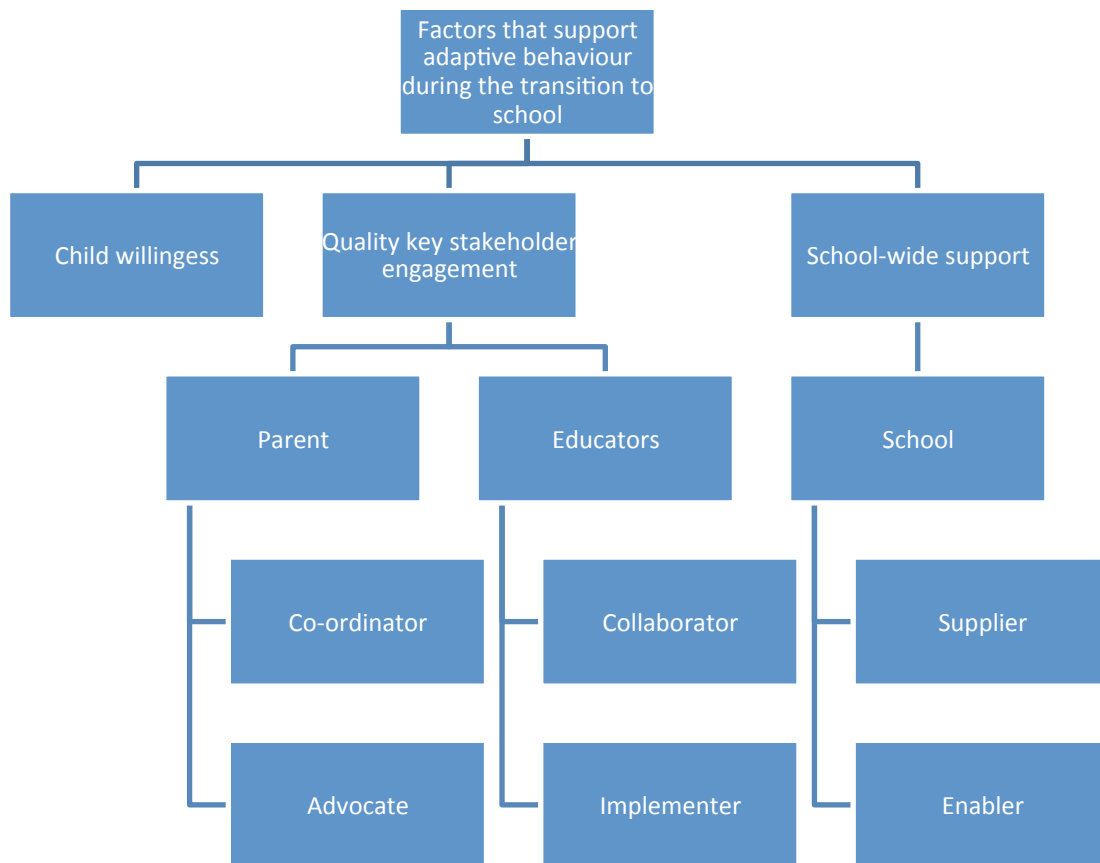 Factors that support
adaptive behaviour
during the transition to
school
Child willingess
Quality key stakeholder
engagement
School-wide support
Parent
Educators
School
Co-ordinator
Collaborator
Supplier
Advocate
Implementer
Enabler